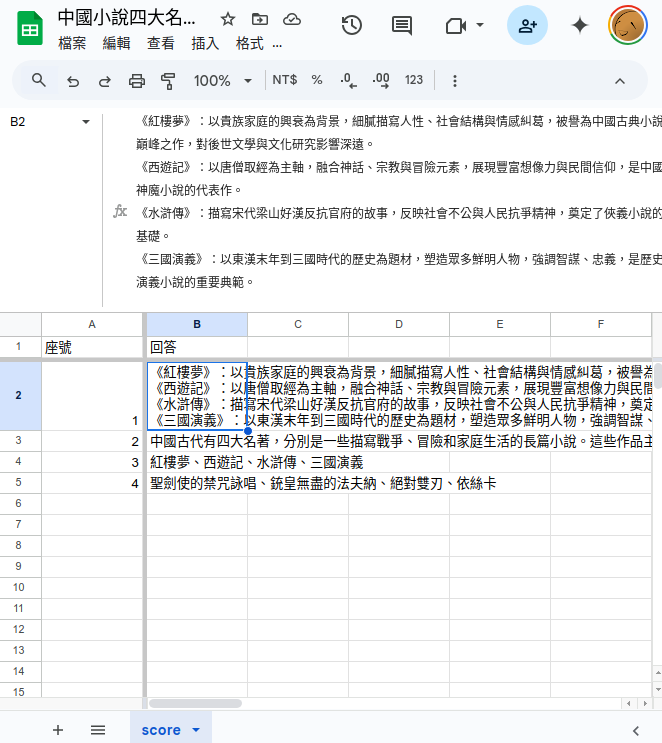 中國小說四大名...
檔案 編輯 查看 插入 格式 ...
100% NT$ % .0 .00 123
B2
《紅樓夢》：以貴族家庭的興衰為背景，細膩描寫人性、社會結構與情感糾葛，被譽為中國古典小說
巔峰之作，對後世文學與文化研究影響深遠。
《西遊記》：以唐僧取經為主軸，融合神話、宗教與冒險元素，展現豐富想像力與民間信仰，是中國
神魔小說的代表作。
fx
《水滸傳》：描寫宋代梁山好漢反抗官府的故事，反映社會不公與人民抗爭精神，奠定了俠義小說的
基礎。
《三國演義》：以東漢末年到三國時代的歷史為題材，塑造眾多鮮明人物，強調智謀、忠義，是歷史
演義小說的重要典範。
A B C D E F
1 座號 回答
2 1
《紅樓夢》：以貴族家庭的興衰為背景，細膩描寫人性、社會結構與情感糾葛，被譽為
《西遊記》：以唐僧取經為主軸，融合神話、宗教與冒險元素，展現豐富想像力與民間
《水滸傳》：描寫宋代梁山好漢反抗官府的故事，反映社會不公與人民抗爭精神，奠定
《三國演義》：以東漢末年到三國時代的歷史為題材，塑造眾多鮮明人物，強調智謀、
3 2 中國古代有四大名著，分別是一些描寫戰爭、冒險和家庭生活的長篇小說。這些作品主
4 3 紅樓夢、西遊記、水滸傳、三國演義
5 4 聖劍使的禁咒詠唱、銃皇無盡的法夫納、絕對雙刃、依絲卡
6
7
8
9
10
11
12
13
14
15
score